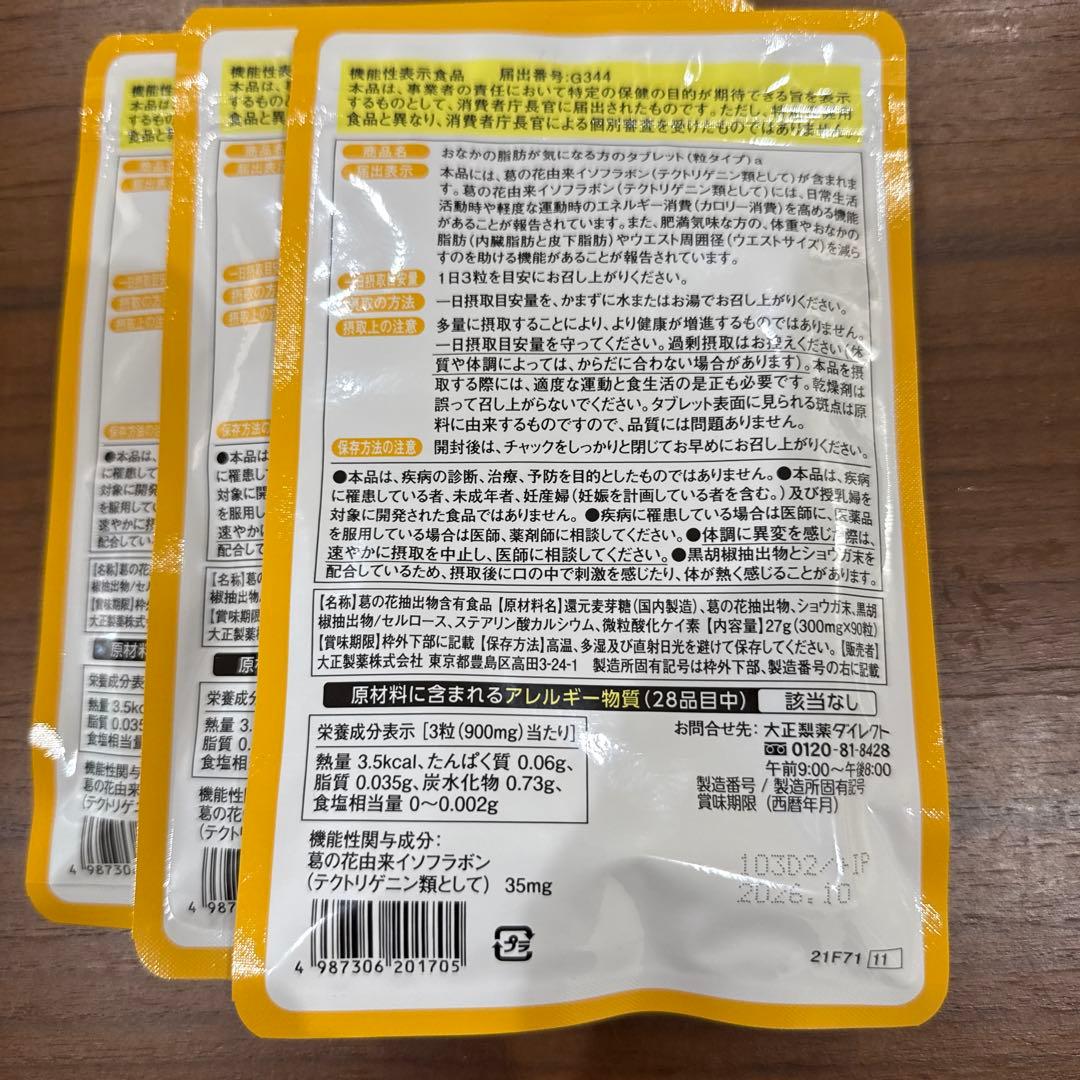 機能性表示食品　届出番号:G344
本品は、事業者の責任において特定の保健の目的が期待できる旨を表示
するものとして、消費者庁長官に届出されたものです。ただし、特定保健用
食品と異なり、消費者庁長官による個別審査を受けたものではありません。
商品名 おなかの脂肪が気になる方のタブレット(粒タイプ)a
届出表示 本品には、葛の花由来イソフラボン(テクトリゲニン類として)が含まれま
す。葛の花由来イソフラボン(テクトリゲニン類として)には、日常生活
活動時や軽度な運動時のエネルギー消費(カロリー消費)を高める機能
があることが報告されています。また、肥満気味な方の、体重やおなかの
脂肪(内臓脂肪と皮下脂肪)やウエスト周囲径(ウエストサイズ)を減ら
すのを助ける機能があることが報告されています。
一日摂取目安量 1日3粒を目安にお召し上がりください。
摂取の方法 一日摂取目安量を、かまずに水またはお湯でお召し上がりください。
摂取上の注意 多量に摂取することにより、より健康が増進するものではありません。
一日摂取目安量を守ってください。過剰摂取はお控えください(体
質や体調によっては、からだに合わない場合があります)。本品を摂
取する際には、適度な運動と食生活の是正も必要です。乾燥剤は
誤って召し上がらないでください。タブレット表面に見られる斑点は原
料に由来するものですので、品質には問題ありません。
保存方法の注意 開封後は、チャックをしっかりと閉じてお早めにお召し上がりください。
●本品は、疾病の診断、治療、予防を目的としたものではありません。●本品は、疾病
に罹患している者、未成年者、妊産婦(妊娠を計画している者を含む。)及び授乳婦を
対象に開発された食品ではありません。●疾病に罹患している場合は医師に、医薬品
を服用している場合は医師、薬剤師に相談してください。●体調に異変を感じた際は、
速やかに摂取を中止し、医師に相談してください。●黒胡椒抽出物とショウガ末を
配合しているため、摂取後に口の中で刺激を感じたり、体が熱く感じることがあります。
【名称】葛の花抽出物含有食品【原材料名】還元麦芽糖(国内製造)、葛の花抽出物、ショウガ末、黒胡
椒抽出物/セルロース、ステアリン酸カルシウム、微粒酸化ケイ素【内容量】27g(300mg×90粒)
【賞味期限】枠外下部に記載【保存方法】高温、多湿及び直射日光を避けて保存してください。【販売者】
大正製薬株式会社 東京都豊島区高田3-24-1　製造所固有記号は枠外下部、製造番号の右に記載
原材料に含まれるアレルギー物質(28品目中) 該当なし
栄養成分表示 [3粒(900mg)当たり]
熱量 3.5kcal、たんぱく質 0.06g、
脂質 0.035g、炭水化物 0.73g、
食塩相当量 0〜0.002g
お問合せ先: 大正製薬ダイレクト
0120-81-8428
午前9:00〜午後8:00
製造番号 / 製造所固有記号
賞味期限 (西暦年月)
機能性関与成分:
葛の花由来イソフラボン
(テクトリゲニン類として) 35mg
2026.10
4 987306 201705
プラ
21F71 11